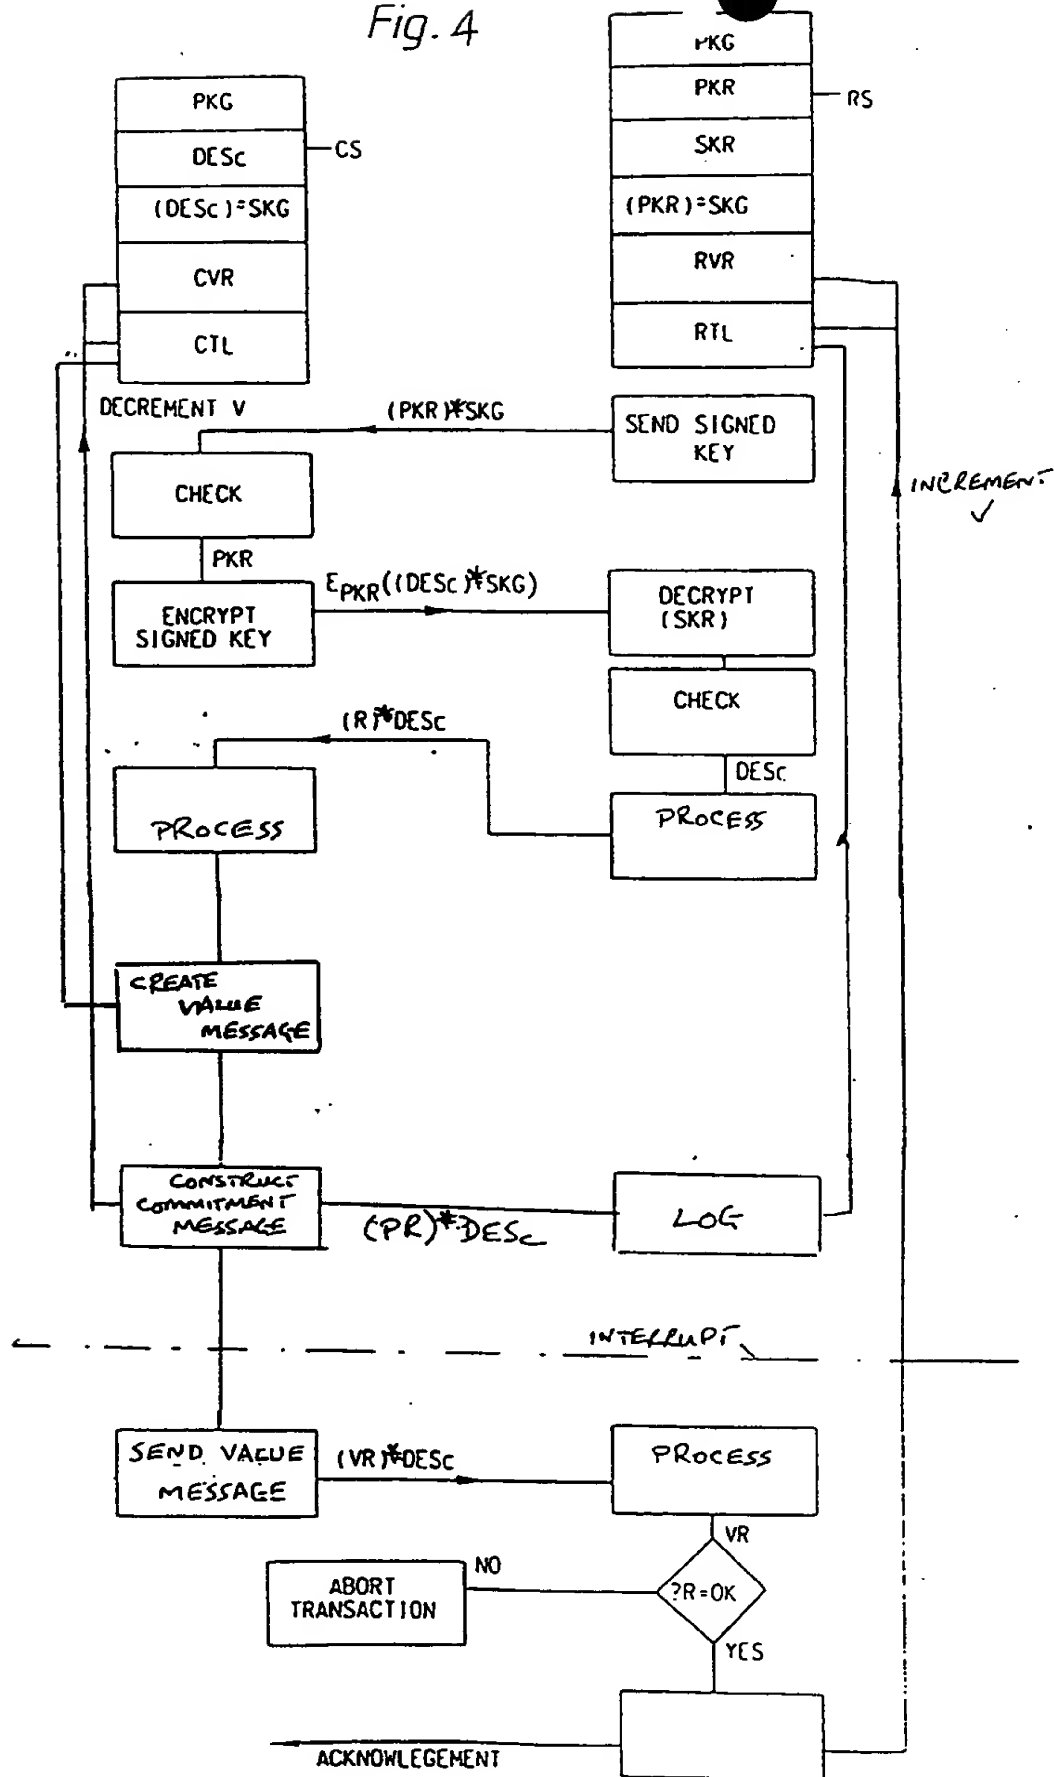 Fig. 4
PKG
DESc
CS
(DESc)=SKG
CVR
CTL
DECREMENT V
PKG
PKR
RS
SKR
(PKR)=SKG
RVR
RTL
(PKR)*SKG
SEND SIGNED
KEY
INCREMENT
V
CHECK
PKR
ENCRYPT
SIGNED KEY
EPKR((DESc)*SKG)
DECRYPT
(SKR)
CHECK
DESc
(R)*DESc
PROCESS
PROCESS
CREATE
VALUE
MESSAGE
CONSTRUCT
COMMITMENT
MESSAGE
(PR)*DESc
LOG
INTERRUPT
SEND VALUE
MESSAGE
(VR)*DESc
PROCESS
VR
?R=OK
NO
ABORT
TRANSACTION
YES
ACKNOWLEGEMENT